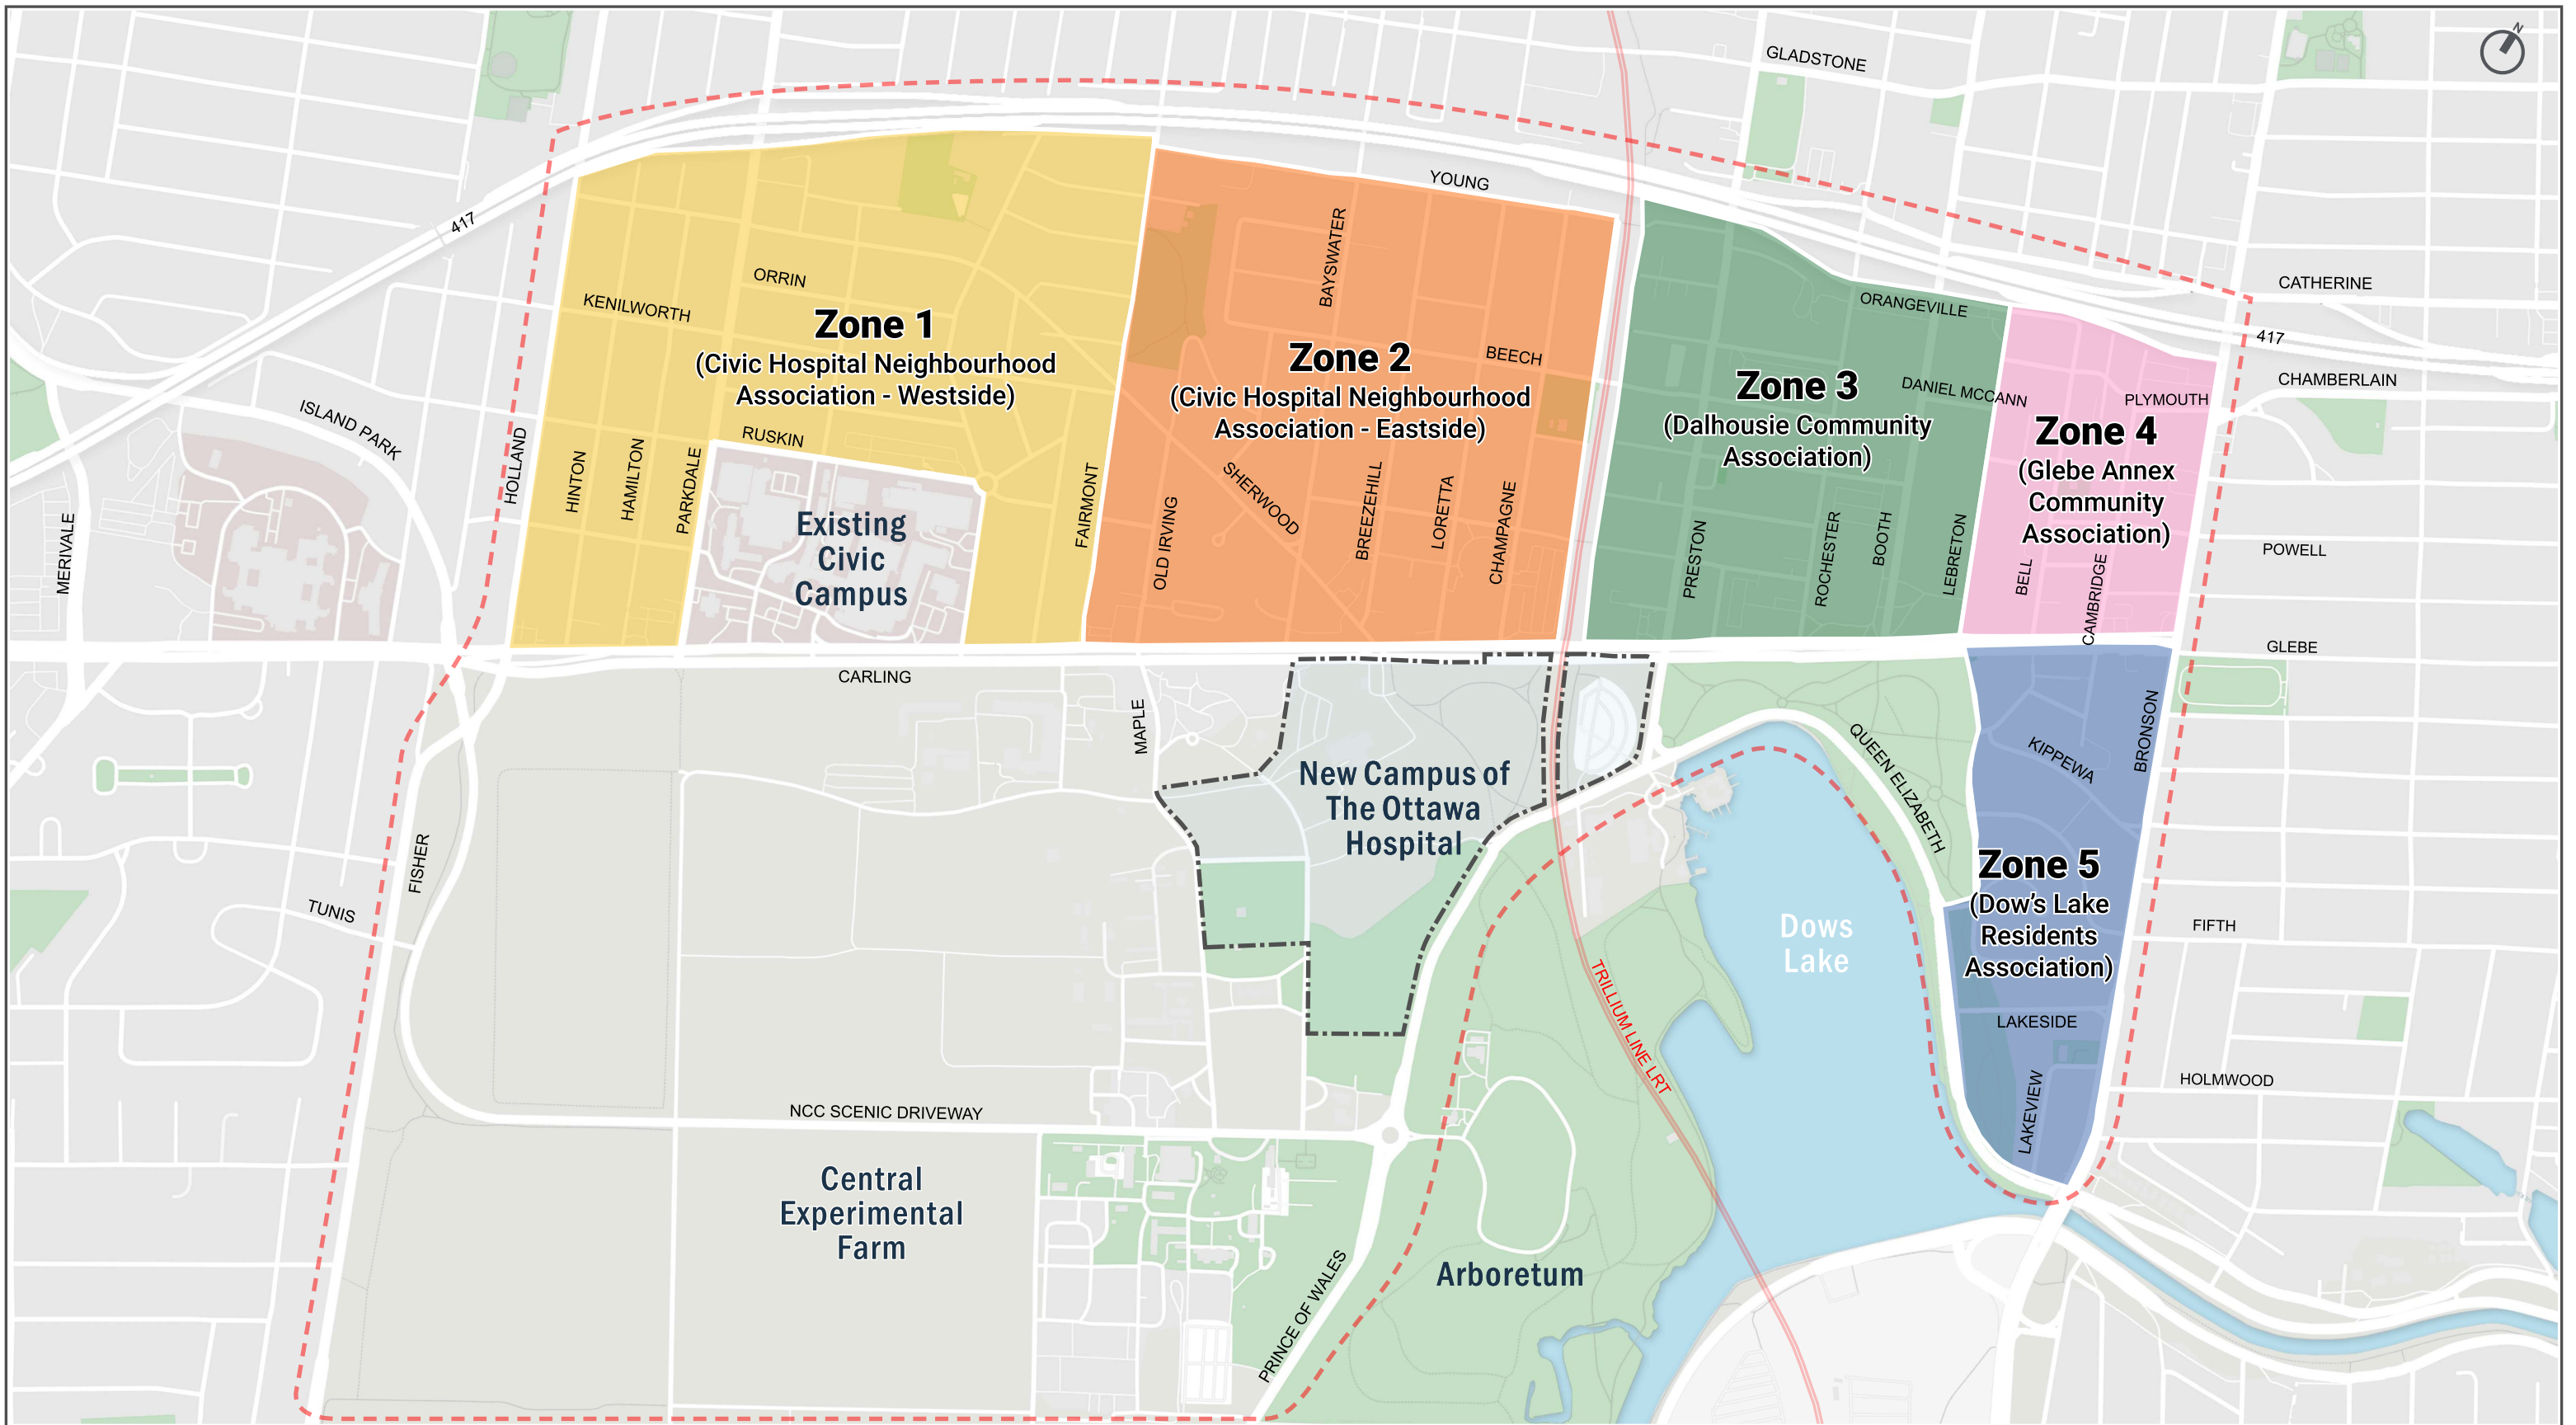 N
GLADSTONE
417
YOUNG
BAYSWATER
ORRIN
KENILWORTH
Zone 1
(Civic Hospital Neighbourhood
Association - Westside)
Zone 2
(Civic Hospital Neighbourhood
Association - Eastside)
BEECH
ORANGEVILLE
CATHERINE
417
CHAMBERLAIN
Zone 3
(Dalhousie Community
Association)
DANIEL MCCANN
PLYMOUTH
Zone 4
(Glebe Annex
Community
Association)
ISLAND PARK
HOLLAND
HINTON
HAMILTON
PARKDALE
RUSKIN
FAIRMONT
OLD IRVING
SHERWOOD
BREEZEHILL
LORETTA
CHAMPAGNE
PRESTON
ROCHESTER
BOOTH
LEBRETON
BELL
CAMBRIDGE
POWELL
MERIVALE
Existing
Civic
Campus
GLEBE
CARLING
MAPLE
New Campus of
The Ottawa
Hospital
QUEEN ELIZABETH
KIPPEWA
BRONSON
FISHER
TUNIS
Zone 5
(Dow's Lake
Residents
Association)
Dows
Lake
FIFTH
TRILLIUM LINE LRT
LAKESIDE
LAKEVIEW
HOLMWOOD
NCC SCENIC DRIVEWAY
Central
Experimental
Farm
PRINCE OF WALES
Arboretum